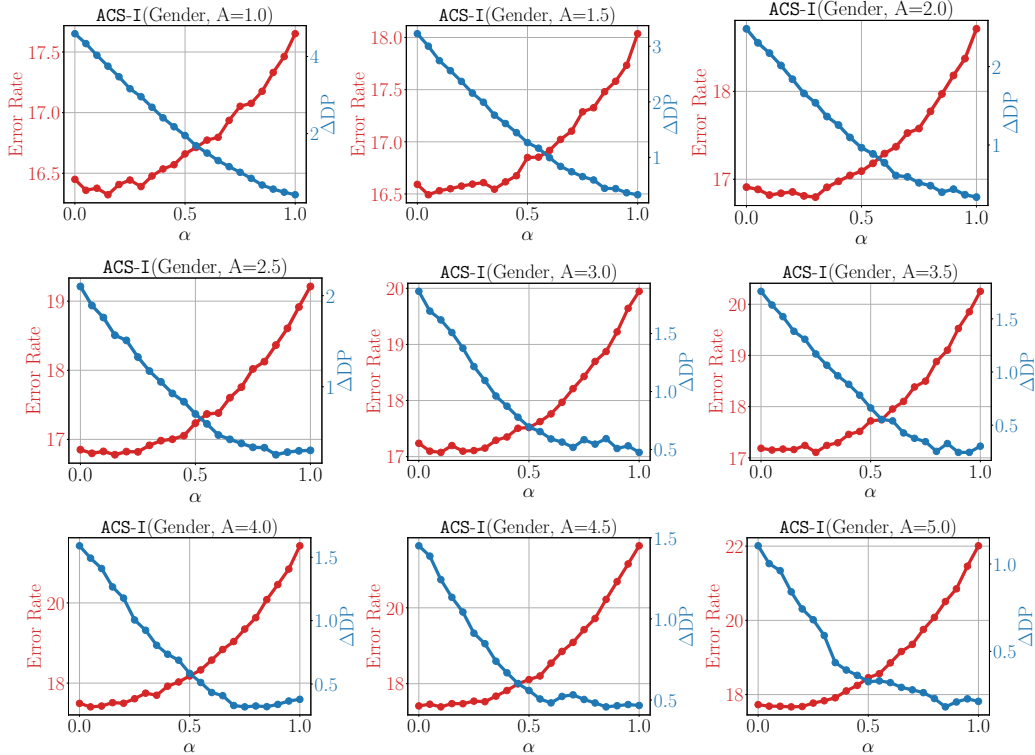 ACS-I(Gender, A=1.0)
Error Rate
17.5
17.0
16.5
4
2
ΔDP
0.0 0.5 1.0
α
ACS-I(Gender, A=1.5)
Error Rate
18.0
17.5
17.0
16.5
3
2
1
ΔDP
0.0 0.5 1.0
α
ACS-I(Gender, A=2.0)
Error Rate
18
17
2
1
ΔDP
0.0 0.5 1.0
α
ACS-I(Gender, A=2.5)
Error Rate
19
18
17
2
1
ΔDP
0.0 0.5 1.0
α
ACS-I(Gender, A=3.0)
Error Rate
20
19
18
17
1.5
1.0
0.5
ΔDP
0.0 0.5 1.0
α
ACS-I(Gender, A=3.5)
Error Rate
20
19
18
17
1.5
1.0
0.5
ΔDP
0.0 0.5 1.0
α
ACS-I(Gender, A=4.0)
Error Rate
20
18
1.5
1.0
0.5
ΔDP
0.0 0.5 1.0
α
ACS-I(Gender, A=4.5)
Error Rate
20
18
1.5
1.0
0.5
ΔDP
0.0 0.5 1.0
α
ACS-I(Gender, A=5.0)
Error Rate
22
20
18
1.0
0.5
ΔDP
0.0 0.5 1.0
α